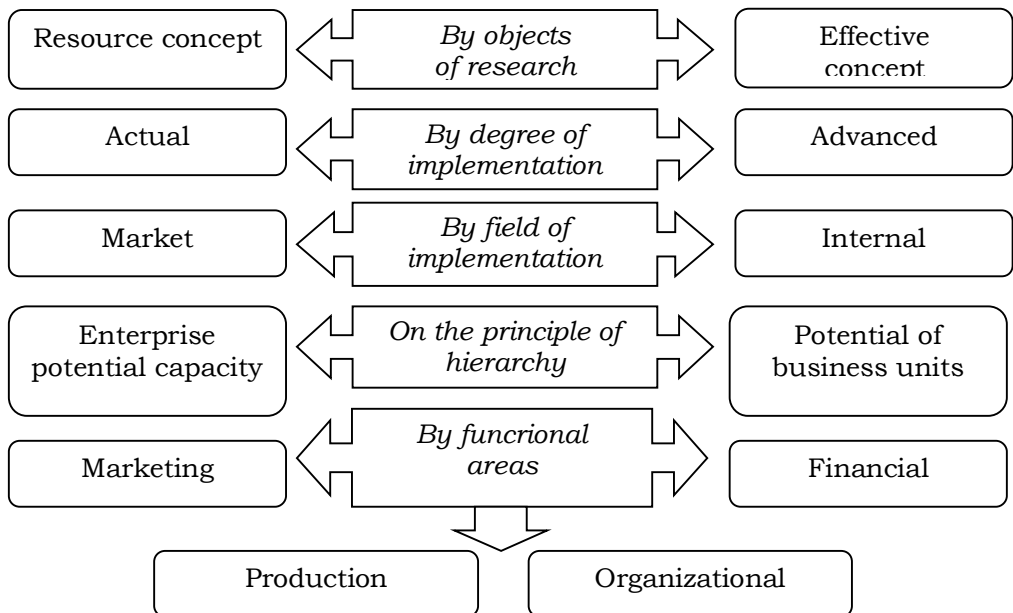 Resource concept
By objects
of research
Effective
concept
Actual
By degree of
implementation
Advanced
Market
By field of
implementation
Internal
Enterprise
potential capacity
On the principle of
hierarchy
Potential of
business units
Marketing
By funcrional
areas
Financial
Production
Organizational